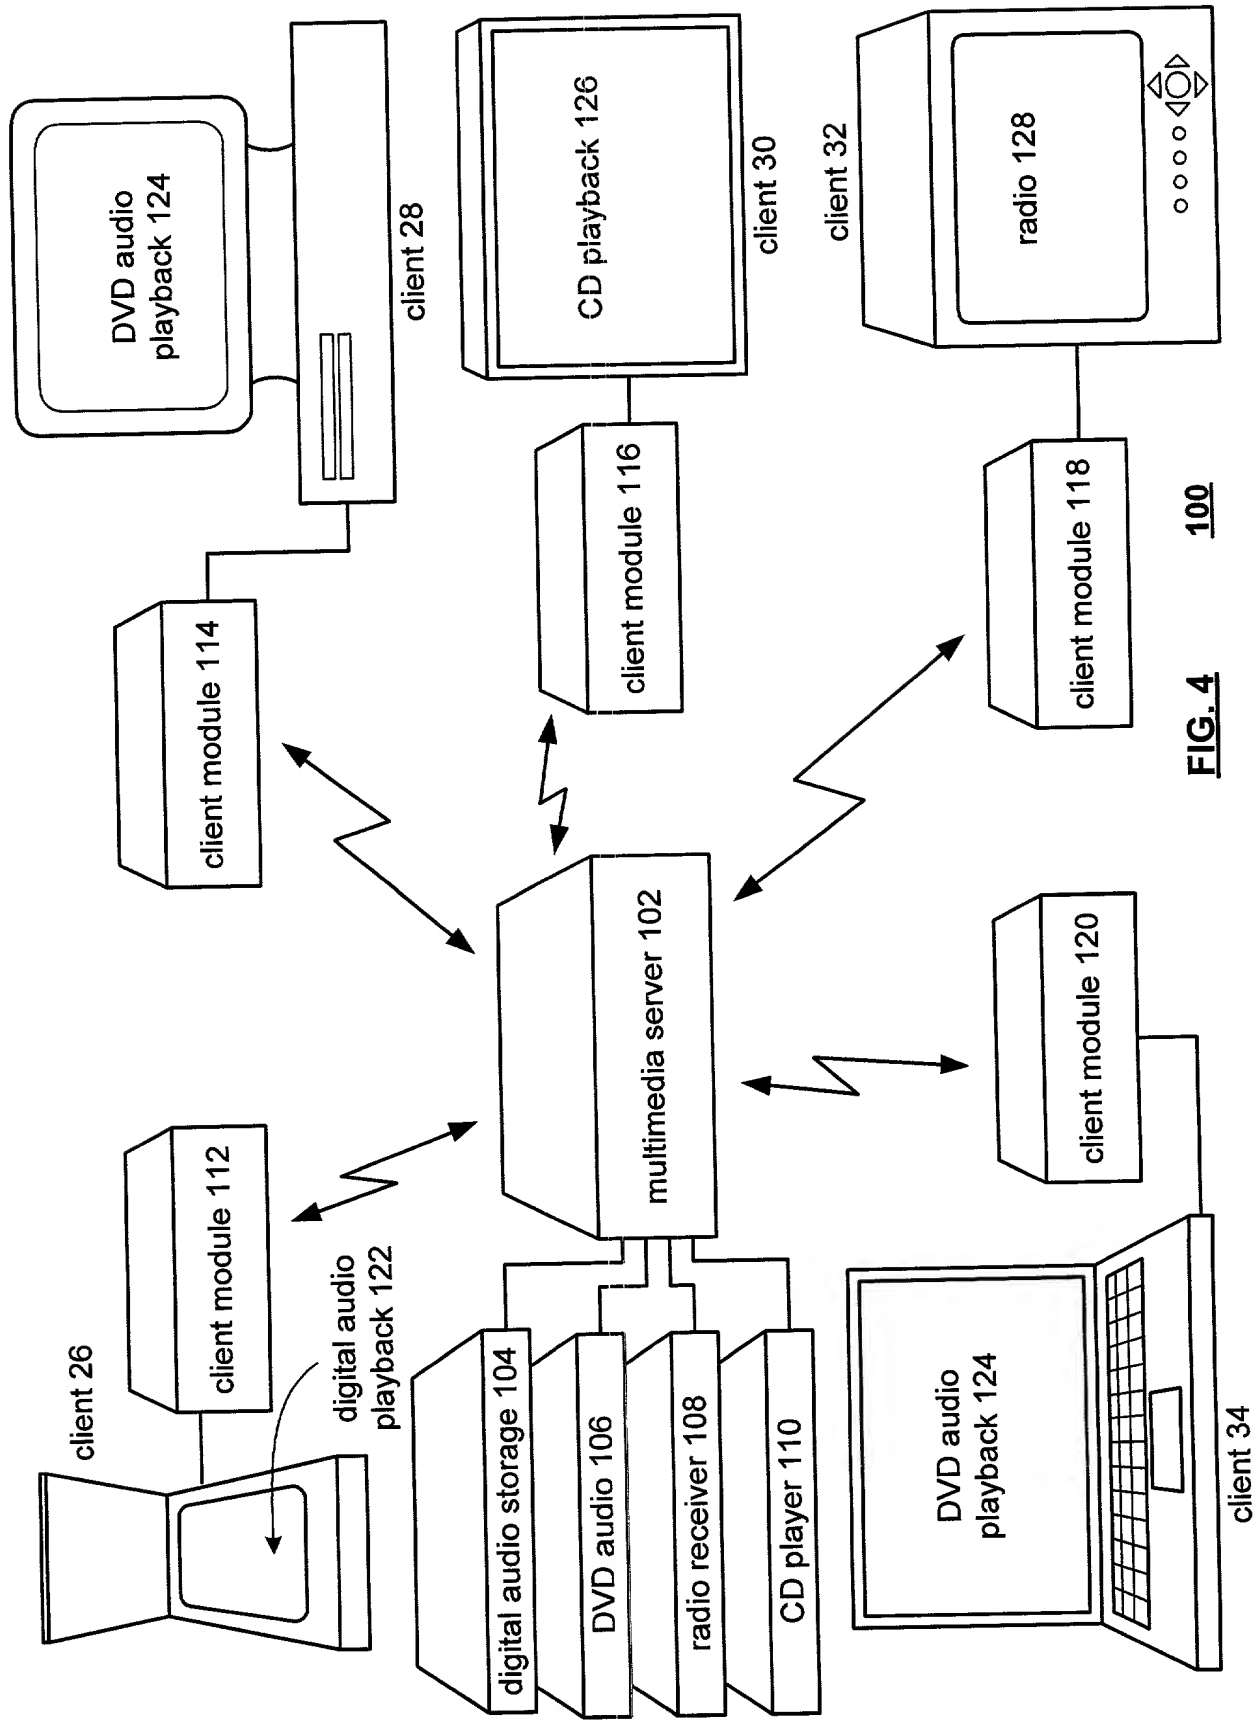 client 26
client module 112
digital audio
playback 122
client module 114
DVD audio
playback 124
client 28
digital audio storage 104
DVD audio 106
radio receiver 108
CD player 110
multimedia server 102
client module 116
CD playback 126
client 30
client 32
radio 128
client module 118
client module 120
DVD audio
playback 124
client 34
FIG. 4
100